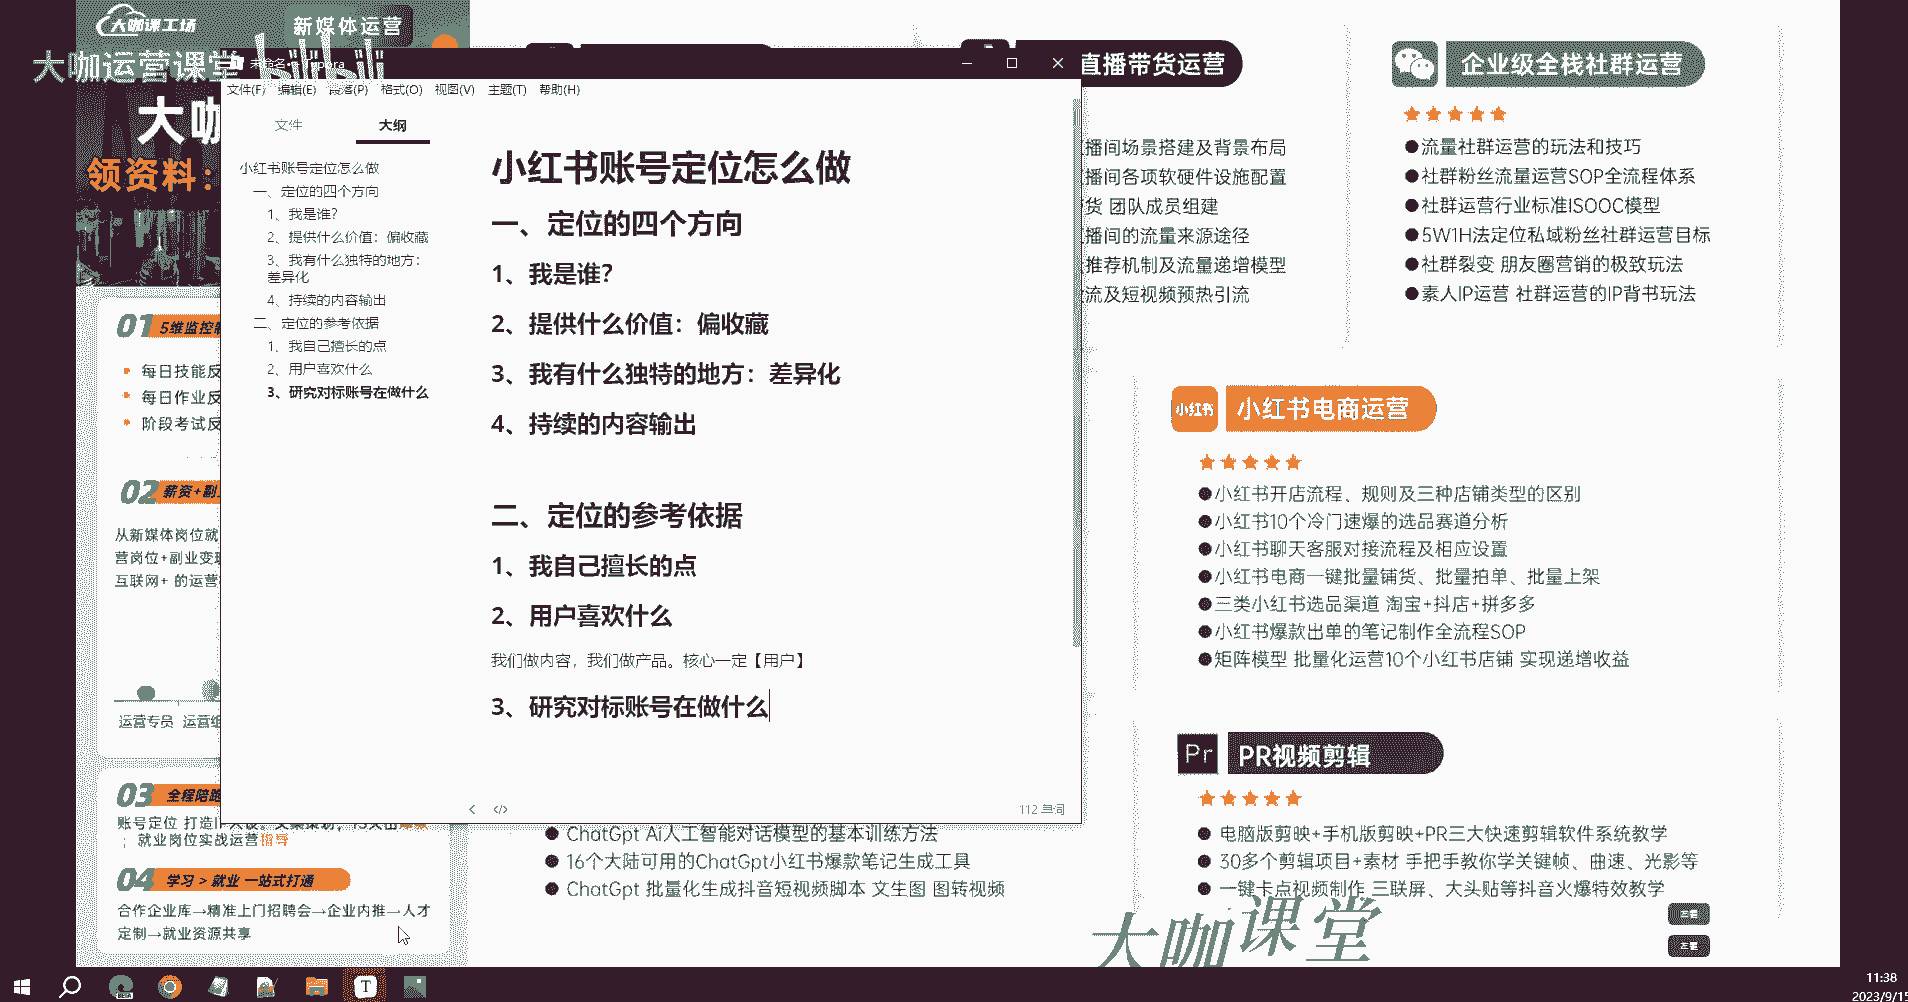 大咖课工场
新媒体运营
大咖运营课堂 bilibili
大咖
领资料：
01 5维监控
每日技能反
每日作业反
阶段考试反
02 薪资+副
从新媒体岗位就
营岗位+副业变
互联网+ 的运营
运营专员 运营组
03 全程陪跑
账号定位
就业岗位实战运营指导
04 学习 > 就业 一站式打通
合作企业库→精准上门招聘会→企业内推→人才
定制→就业资源共享
文件(F) 编辑(E) 段落(P) 格式(O) 视图(V) 主题(T) 帮助(H)
文件 大纲
小红书账号定位怎么做
一、定位的四个方向
1、我是谁？
2、提供什么价值：偏收藏
3、我有什么独特的地方：
差异化
4、持续的内容输出
二、定位的参考依据
1、我自己擅长的点
2、用户喜欢什么
3、研究对标账号在做什么
小红书账号定位怎么做
一、定位的四个方向
1、我是谁？
2、提供什么价值：偏收藏
3、我有什么独特的地方：差异化
4、持续的内容输出
二、定位的参考依据
1、我自己擅长的点
2、用户喜欢什么
我们做内容，我们做产品。核心一定【用户】
3、研究对标账号在做什么
112 单词
直播带货运营
播间场景搭建及背景布局
播间各项软硬件设施配置
货 团队成员组建
播间的流量来源途径
推荐机制及流量递增模型
流及短视频预热引流
企业级全栈社群运营
●流量社群运营的玩法和技巧
●社群粉丝流量运营SOP全流程体系
●社群运营行业标准ISOOC模型
●5W1H法定位私域粉丝社群运营目标
●社群裂变 朋友圈营销的极致玩法
●素人IP运营 社群运营的IP背书玩法
小红书 小红书电商运营
●小红书开店流程、规则及三种店铺类型的区别
●小红书10个冷门速爆的选品赛道分析
●小红书聊天客服对接流程及相应设置
●小红书电商一键批量铺货、批量拍单、批量上架
●三类小红书选品渠道 淘宝+抖店+拼多多
●小红书爆款出单的笔记制作全流程SOP
●矩阵模型 批量化运营10个小红书店铺 实现递增收益
Pr PR视频剪辑
● 电脑版剪映+手机版剪映+PR三大快速剪辑软件系统教学
● 30多个剪辑项目+素材 手把手教你学关键帧、曲速、光影等
● 一键卡点视频制作 三联屏、大头贴等抖音火爆特效教学
● ChatGpt Ai人工智能对话模型的基本训练方法
● 16个大陆可用的ChatGpt小红书爆款笔记生成工具
● ChatGpt 批量化生成抖音短视频脚本 文生图 图转视频
大咖课堂
11:38
2023/9/15